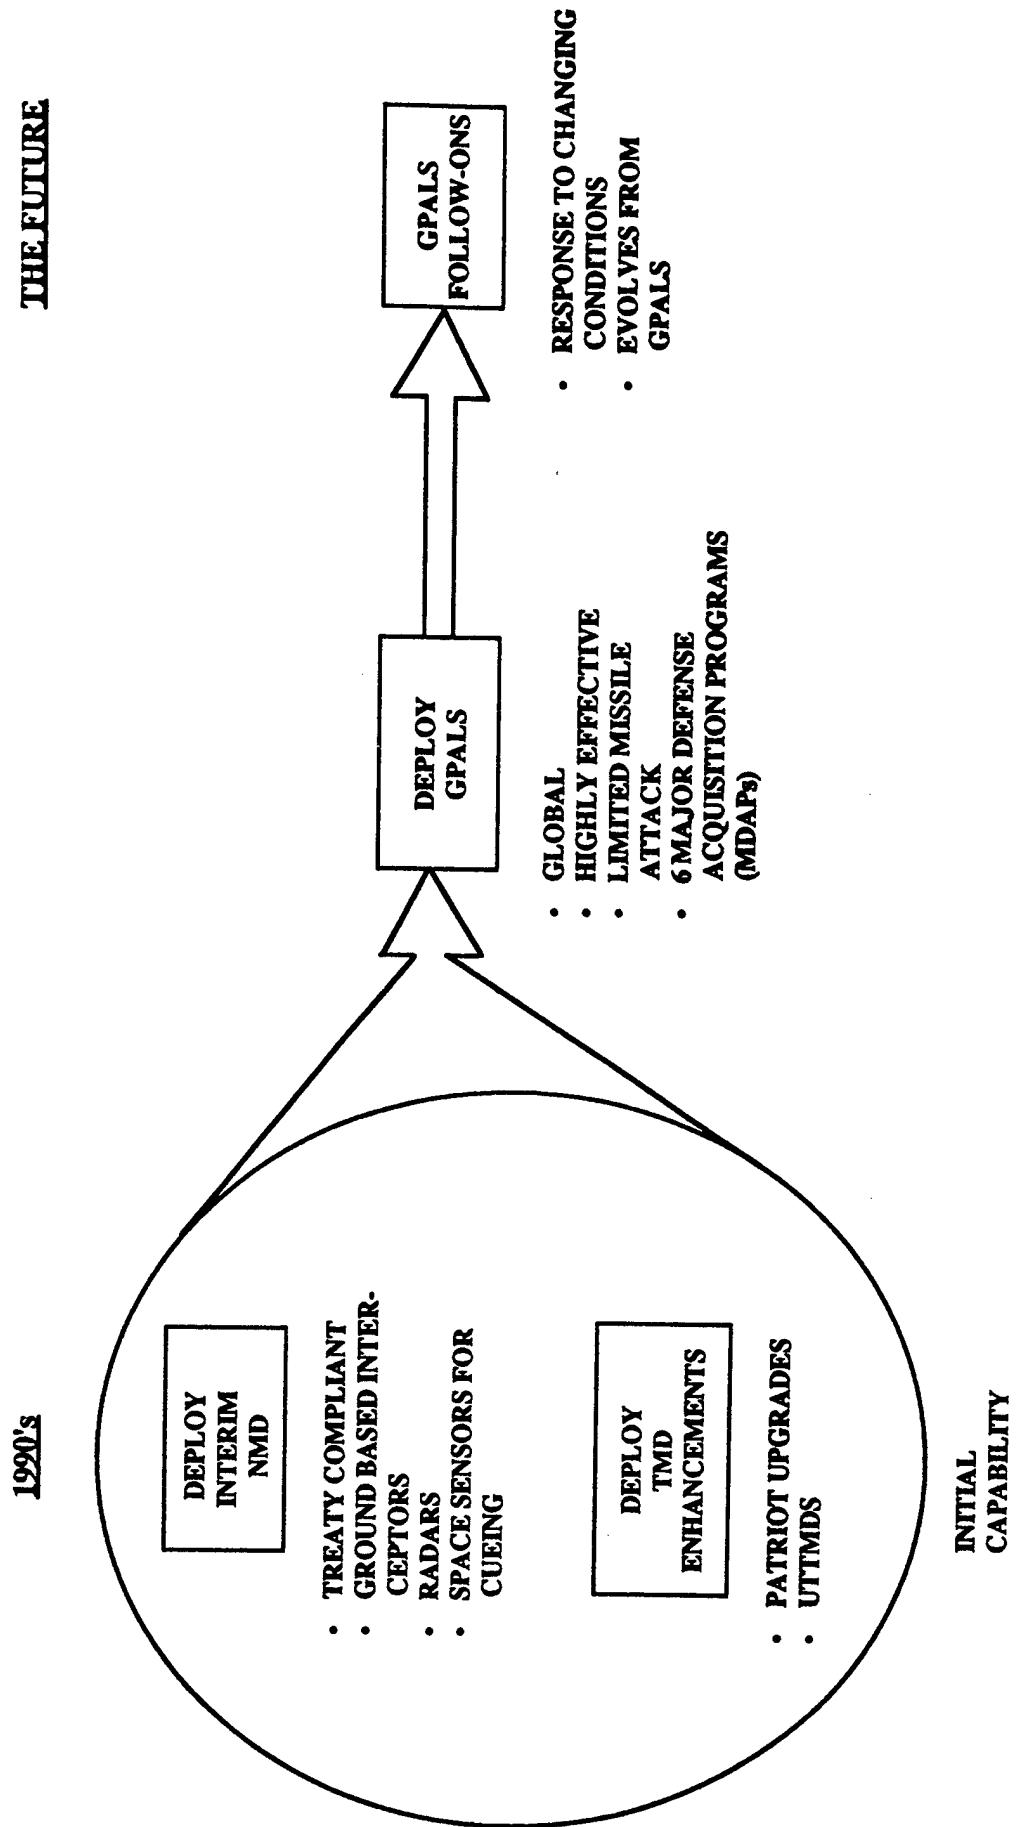 1990's
THE FUTURE
DEPLOY
INTERIM
NMD
• TREATY COMPLIANT
• GROUND BASED INTER-
CEPTORS
• RADARS
• SPACE SENSORS FOR
CUEING
DEPLOY
TMD
ENHANCEMENTS
• PATRIOT UPGRADES
• UTTMDS
INITIAL
CAPABILITY
DEPLOY
GPALS
• GLOBAL
• HIGHLY EFFECTIVE
• LIMITED MISSILE
ATTACK
• 6 MAJOR DEFENSE
ACQUISITION PROGRAMS
(MDAPs)
GPALS
FOLLOW-ONS
• RESPONSE TO CHANGING
CONDITIONS
• EVOLVES FROM
GPALS